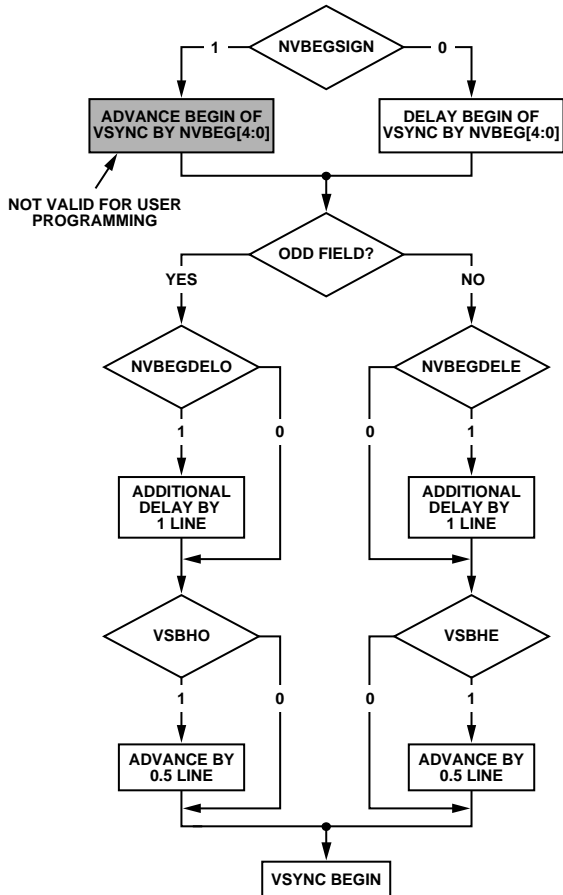 NVBEGSIGN
1
0
ADVANCE BEGIN OF
VSYNC BY NVBEG[4:0]
DELAY BEGIN OF
VSYNC BY NVBEG[4:0]
NOT VALID FOR USER
PROGRAMMING
ODD FIELD?
YES
NO
NVBEGDELO
NVBEGDELE
1
0
0
1
ADDITIONAL
DELAY BY
1 LINE
ADDITIONAL
DELAY BY
1 LINE
VSBHO
VSBHE
1
0
0
1
ADVANCE BY
0.5 LINE
ADVANCE BY
0.5 LINE
VSYNC BEGIN